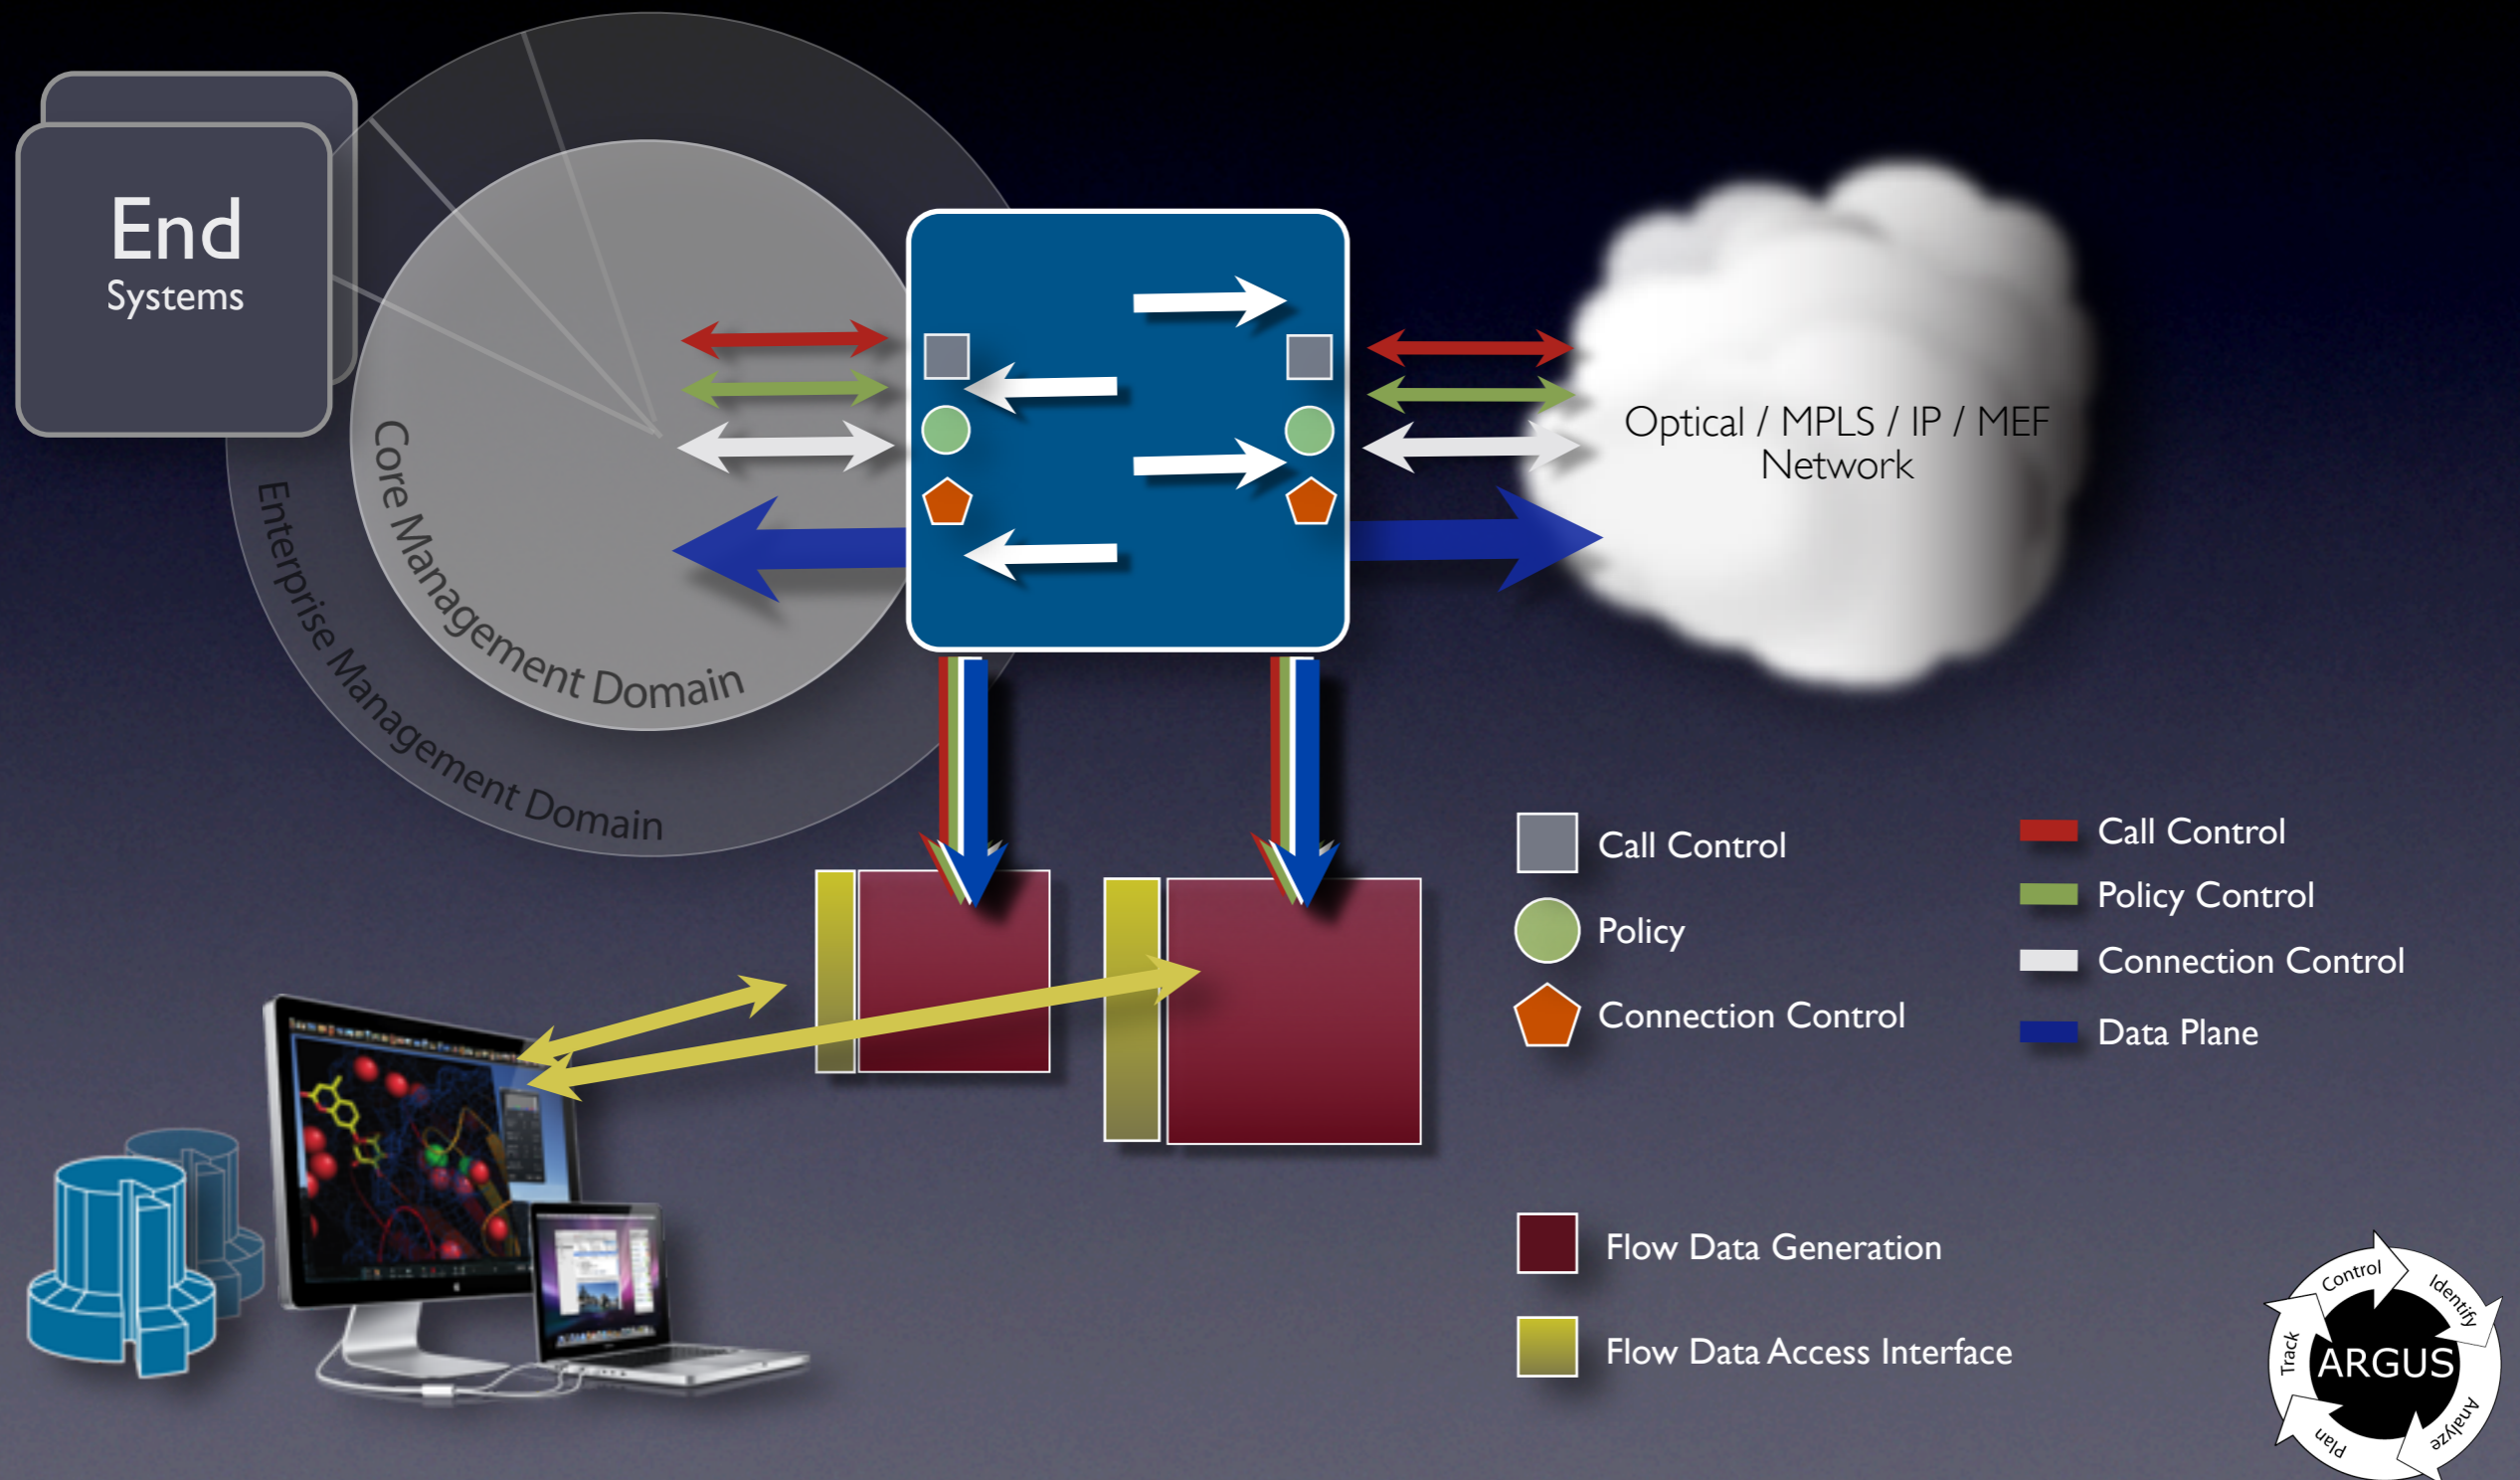 End
Systems
Core Management Domain
Enterprise Management Domain
Optical / MPLS / IP / MEF
Network
Call Control
Policy
Connection Control
Call Control
Policy Control
Connection Control
Data Plane
Flow Data Generation
Flow Data Access Interface
Control
Identify
Analyze
Plan
Track
ARGUS